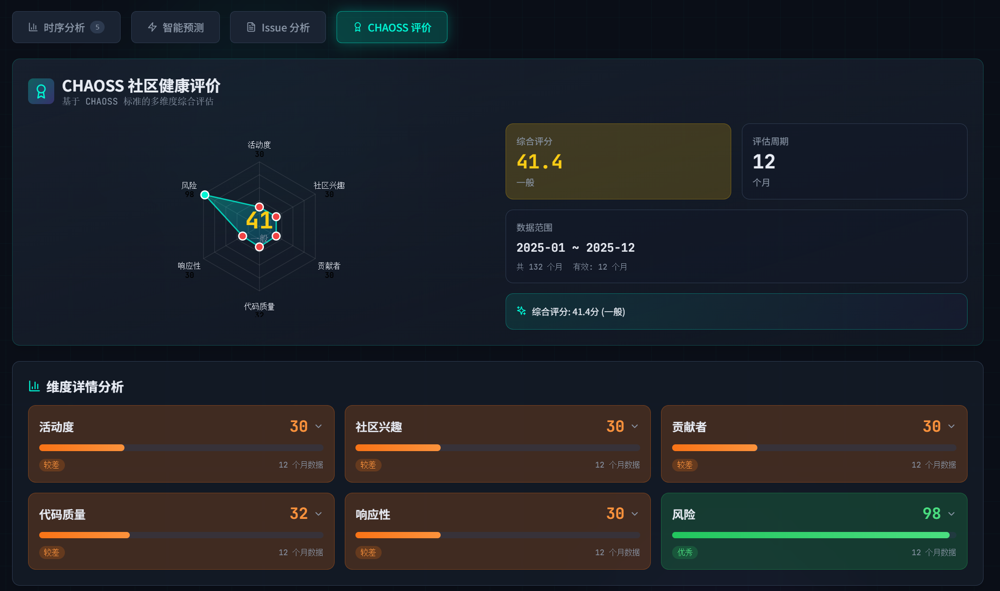 时序分析 5
智能预测
Issue 分析
CHAOSS 评价
CHAOSS 社区健康评价
基于 CHAOSS 标准的多维度综合评估
活动度
30
风险
98
社区兴趣
30
41
一般
响应性
30
贡献者
30
代码质量
32
综合评分
41.4
一般
评估周期
12
个月
数据范围
2025-01 ~ 2025-12
共 132 个月 有效: 12 个月
综合评分: 41.4分 (一般)
维度详情分析
活动度 30
较差 12 个月数据
社区兴趣 30
较差 12 个月数据
贡献者 30
较差 12 个月数据
代码质量 32
较差 12 个月数据
响应性 30
较差 12 个月数据
风险 98
优秀 12 个月数据